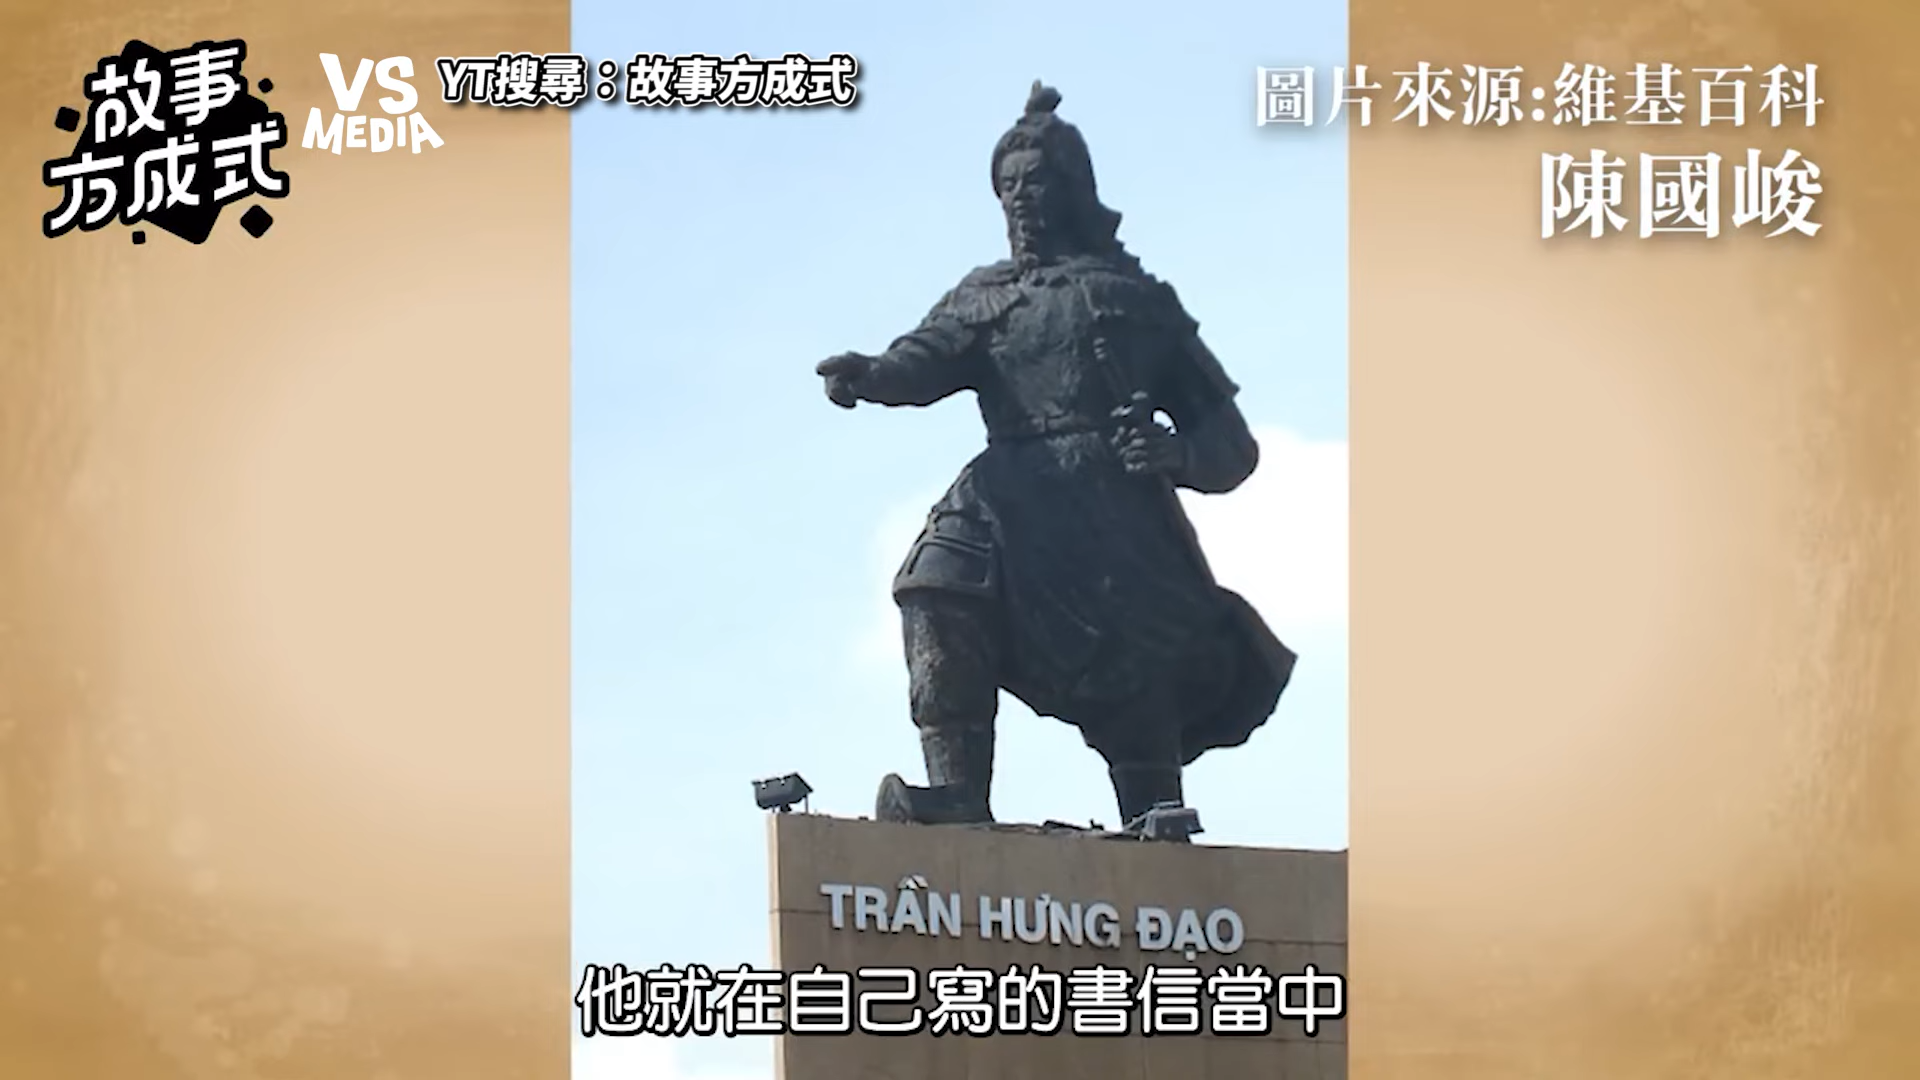 故事
方成式
VS
MEDIA
YT搜尋：故事方成式
圖片來源:維基百科
陳國峻
TRẦN HƯNG ĐẠO
他就在自己寫的書信當中